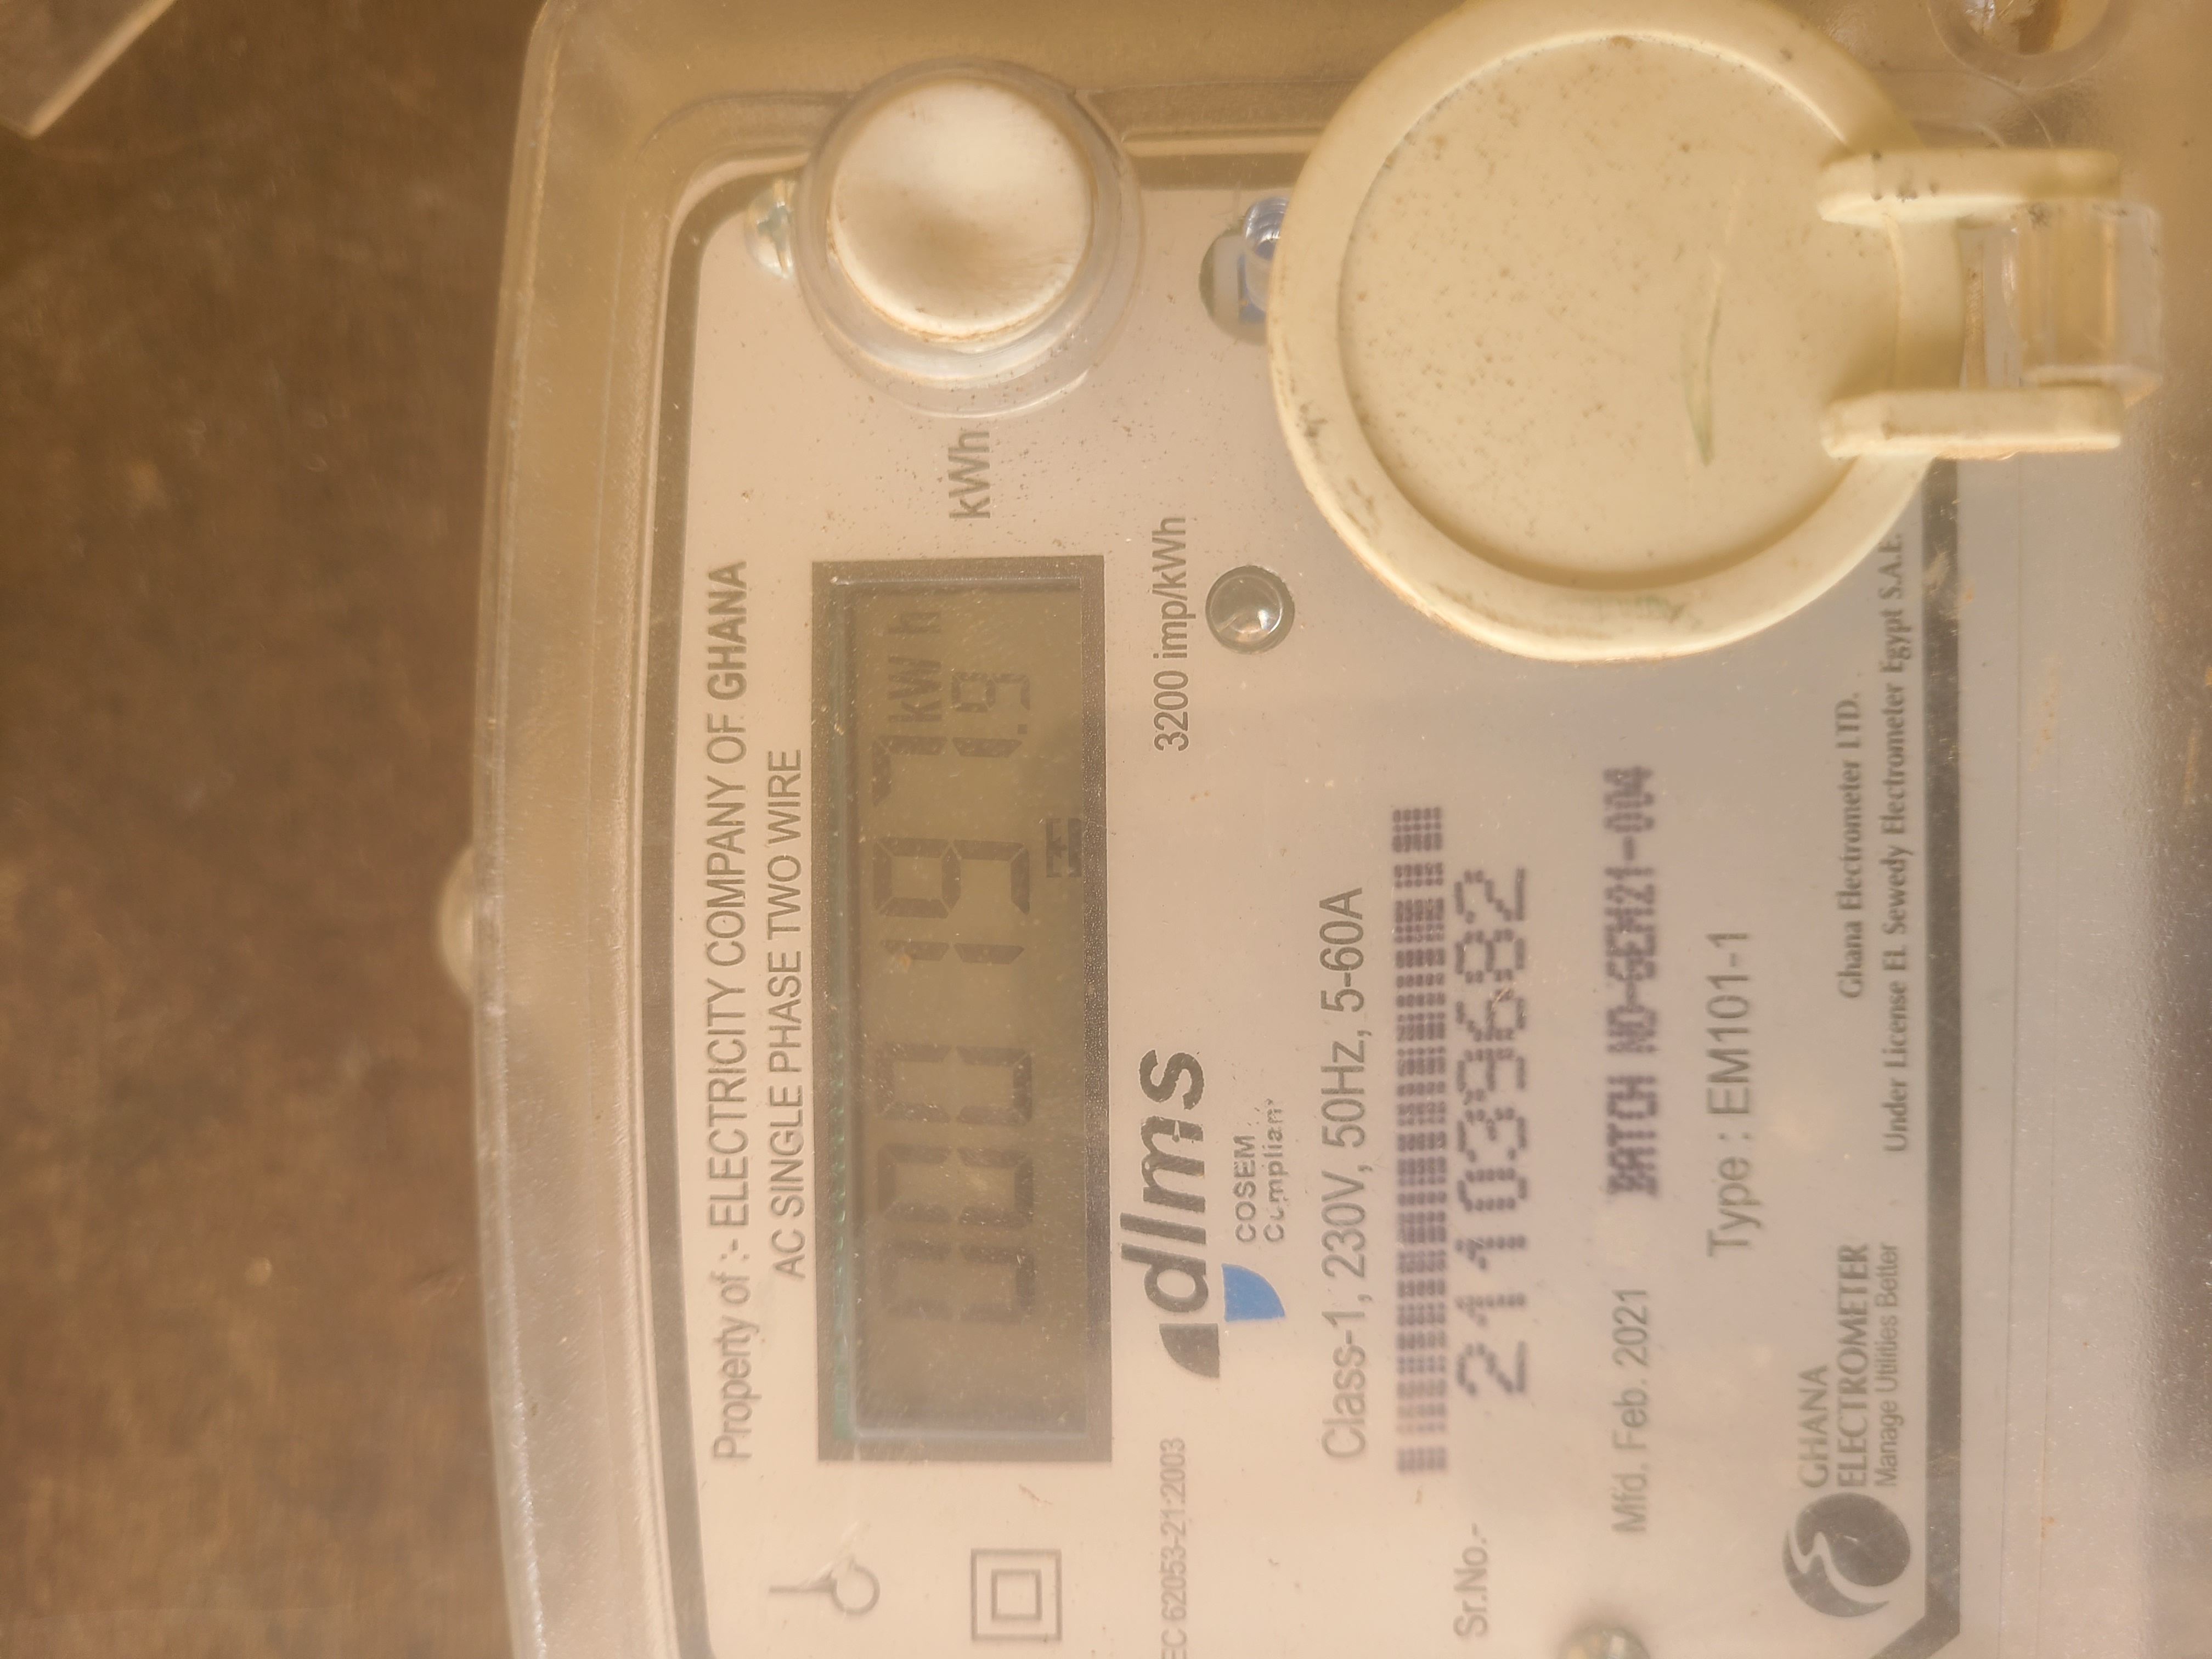 Property of :- ELECTRICITY COMPANY OF GHANA
AC SINGLE PHASE TWO WIRE
000197.9 kWh
kWh
EC 62053-21:2003
dlms
COSEM
Compliant
3200 imp/kWh
Class-1, 230V, 50Hz, 5-60A
Sr.No.- 211039682
Mfd. Feb. 2021 BATCH NO-GEM21-004
Type : EM101-1
GHANA
ELECTROMETER
Manage Utilities Better
Ghana Electrometer LTD.
Under License EL Sewedy Electrometer Egypt S.A.E.